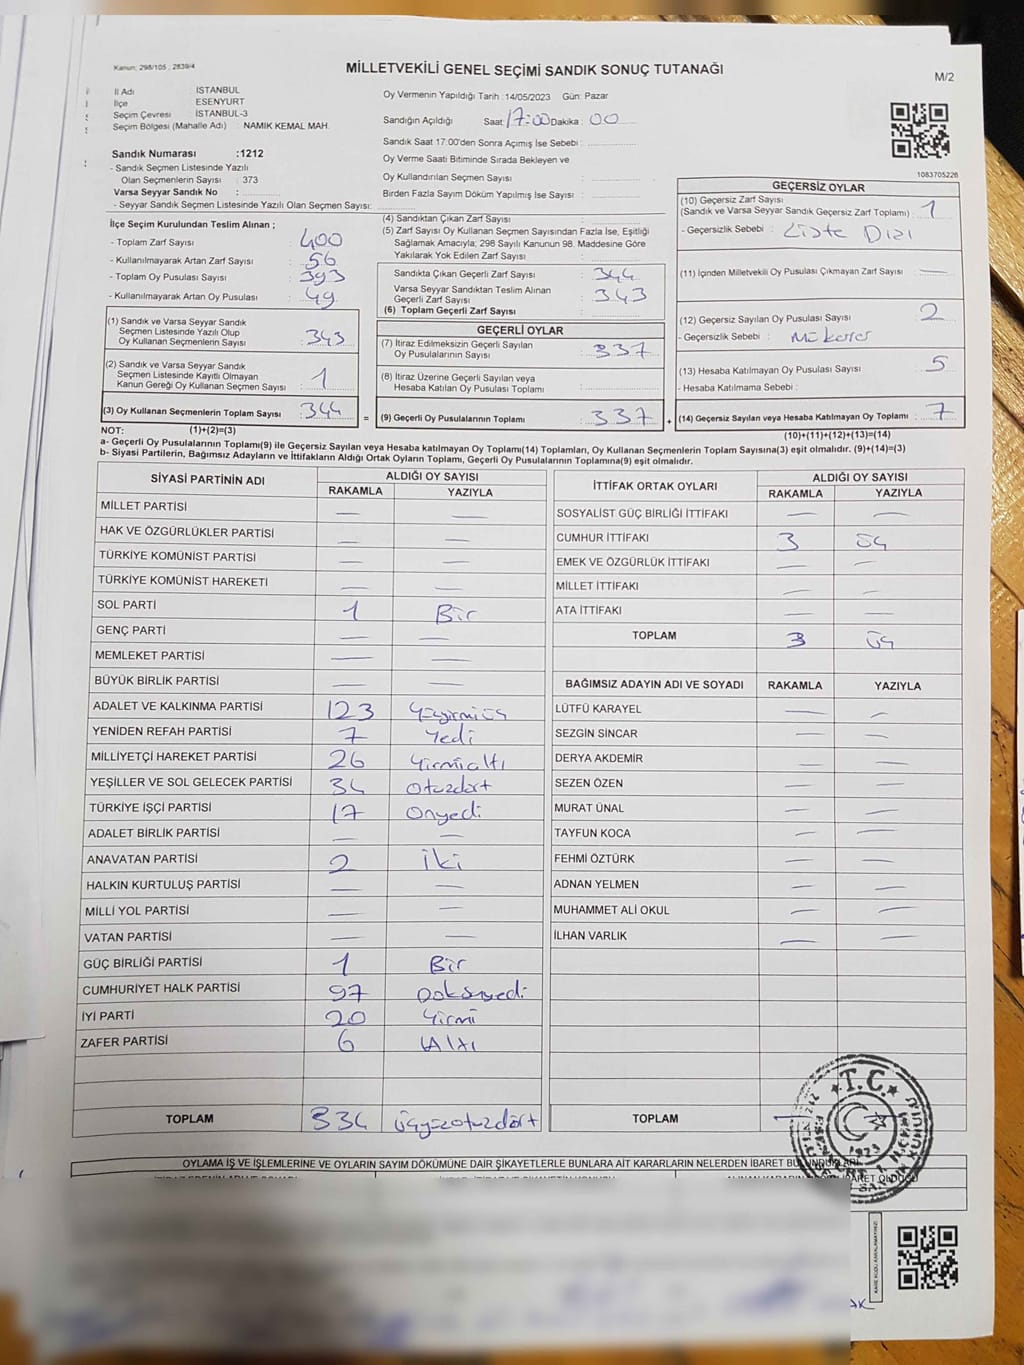 Kanun; 298/105 ; 2839/4
MİLLETVEKİLİ GENEL SEÇİMİ SANDIK SONUÇ TUTANAĞI
M/2
İl Adı : İSTANBUL
İlçe : ESENYURT
Seçim Çevresi : İSTANBUL-3
Seçim Bölgesi (Mahalle Adı) : NAMIK KEMAL MAH.
Oy Vermenin Yapıldığı Tarih :14/05/2023 Gün: Pazar
Sandığın Açıldığı Saat: 17:00 Dakika : 00
Sandık Saat 17:00'den Sonra Açımış İse Sebebi :
Oy Verme Saati Bitiminde Sırada Bekleyen ve
Oy Kullandırılan Seçmen Sayısı :
Birden Fazla Sayım Döküm Yapılmış İse Sayısı :
Sandık Numarası :1212
- Sandık Seçmen Listesinde Yazılı
Olan Seçmenlerin Sayısı : 373
Varsa Seyyar Sandık No :
- Seyyar Sandık Seçmen Listesinde Yazılı Olan Seçmen Sayısı:
1083705226
İlçe Seçim Kurulundan Teslim Alınan ;
- Toplam Zarf Sayısı : 400
- Kullanılmayarak Artan Zarf Sayısı : 56
- Toplam Oy Pusulası Sayısı : 393
- Kullanılmayarak Artan Oy Pusulası : 49
(4) Sandıktan Çıkan Zarf Sayısı :
(5) Zarf Sayısı Oy Kullanan Seçmen Sayısından Fazla İse, Eşitliği
Sağlamak Amacıyla; 298 Sayılı Kanunun 98. Maddesine Göre
Yakılarak Yok Edilen Zarf Sayısı :
Sandıkta Çıkan Geçerli Zarf Sayısı : 344
Varsa Seyyar Sandıktan Teslim Alınan
Geçerli Zarf Sayısı : 343
(6) Toplam Geçerli Zarf Sayısı :
GEÇERSİZ OYLAR
(10) Geçersiz Zarf Sayısı
(Sandık ve Varsa Seyyar Sandık Geçersiz Zarf Toplamı) : 1
- Geçersizlik Sebebi : Liste Dışı
(11) İçinden Milletvekili Oy Pusulası Çıkmayan Zarf Sayısı : —
(12) Geçersiz Sayılan Oy Pusulası Sayısı : 2
- Geçersizlik Sebebi : Mükerrer
(13) Hesaba Katılmayan Oy Pusulası Sayısı : 5
- Hesaba Katılmama Sebebi :
(14) Geçersiz Sayılan veya Hesaba Katılmayan Oy Toplamı : 7
(10)+(11)+(12)+(13)=(14)
(1) Sandık ve Varsa Seyyar Sandık
Seçmen Listesinde Yazılı Olup
Oy Kullanan Seçmenlerin Sayısı : 343
(2) Sandık ve Varsa Seyyar Sandık
Seçmen Listesinde Kayıtlı Olmayan
Kanun Gereği Oy Kullanan Seçmen Sayısı : 1
(3) Oy Kullanan Seçmenlerin Toplam Sayısı : 344 =
GEÇERLİ OYLAR
(7) İtiraz Edilmeksizin Geçerli Sayılan
Oy Pusulalarının Sayısı : 337
(8) İtiraz Üzerine Geçerli Sayılan veya
Hesaba Katılan Oy Pusulası Toplamı :
(9) Geçerli Oy Pusulalarının Toplamı : 337 +
NOT: (1)+(2)=(3)
a- Geçerli Oy Pusulalarının Toplamı(9) ile Geçersiz Sayılan veya Hesaba katılmayan Oy Toplamı(14) Toplamları, Oy Kullanan Seçmenlerin Toplam Sayısına(3) eşit olmalıdır. (9)+(14)=(3)
b- Siyasi Partilerin, Bağımsız Adayların ve İttifakların Aldığı Ortak Oyların Toplamı, Geçerli Oy Pusulalarının Toplamına(9) eşit olmalıdır.
SİYASİ PARTİNİN ADI ALDIĞI OY SAYISI
RAKAMLA YAZIYLA
MİLLET PARTİSİ — —
HAK VE ÖZGÜRLÜKLER PARTİSİ — —
TÜRKİYE KOMÜNİST PARTİSİ — —
TÜRKİYE KOMÜNİST HAREKETİ — —
SOL PARTİ 1 Bir
GENÇ PARTİ — —
MEMLEKET PARTİSİ — —
BÜYÜK BİRLİK PARTİSİ — —
ADALET VE KALKINMA PARTİSİ 123
YENİDEN REFAH PARTİSİ 7 Yedi
MİLLİYETÇİ HAREKET PARTİSİ 26 Yirmialtı
YEŞİLLER VE SOL GELECEK PARTİSİ 34 Otuzdört
TÜRKİYE İŞÇİ PARTİSİ 17 Onyedi
ADALET BİRLİK PARTİSİ — —
ANAVATAN PARTİSİ 2 iki
HALKIN KURTULUŞ PARTİSİ — —
MİLLİ YOL PARTİSİ — —
VATAN PARTİSİ — —
GÜÇ BİRLİĞİ PARTİSİ 1 Bir
CUMHURİYET HALK PARTİSİ 97 Doksanyedi
İYİ PARTİ 20 Yirmi
ZAFER PARTİSİ 6 Altı
TOPLAM 334 üçyüzotuzdört
İTTİFAK ORTAK OYLARI ALDIĞI OY SAYISI
RAKAMLA YAZIYLA
SOSYALİST GÜÇ BİRLİĞİ İTTİFAKI — —
CUMHUR İTTİFAKI 3 üç
EMEK VE ÖZGÜRLÜK İTTİFAKI — —
MİLLET İTTİFAKI — —
ATA İTTİFAKI — —
TOPLAM 3 üç
BAĞIMSIZ ADAYIN ADI VE SOYADI RAKAMLA YAZIYLA
LÜTFÜ KARAYEL — —
SEZGİN SİNCAR — —
DERYA AKDEMİR — —
SEZEN ÖZEN — —
MURAT ÜNAL — —
TAYFUN KOCA — —
FEHMİ ÖZTÜRK — —
ADNAN YELMEN — —
MUHAMMET ALİ OKUL — —
İLHAN VARLIK — —
TOPLAM —
T.C.
1923
OYLAMA İŞ VE İŞLEMLERİNE VE OYLARIN SAYIM DÖKÜMÜNE DAİR ŞİKAYETLERLE BUNLARA AİT KARARLARIN NELERDEN İBARET BULUNDUKLARI